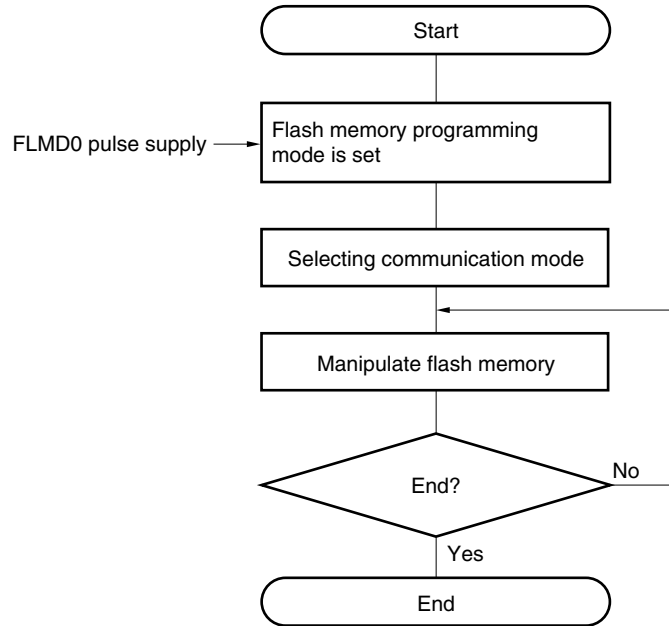 Start
FLMD0 pulse supply
Flash memory programming
mode is set
Selecting communication mode
Manipulate flash memory
End?
No
Yes
End